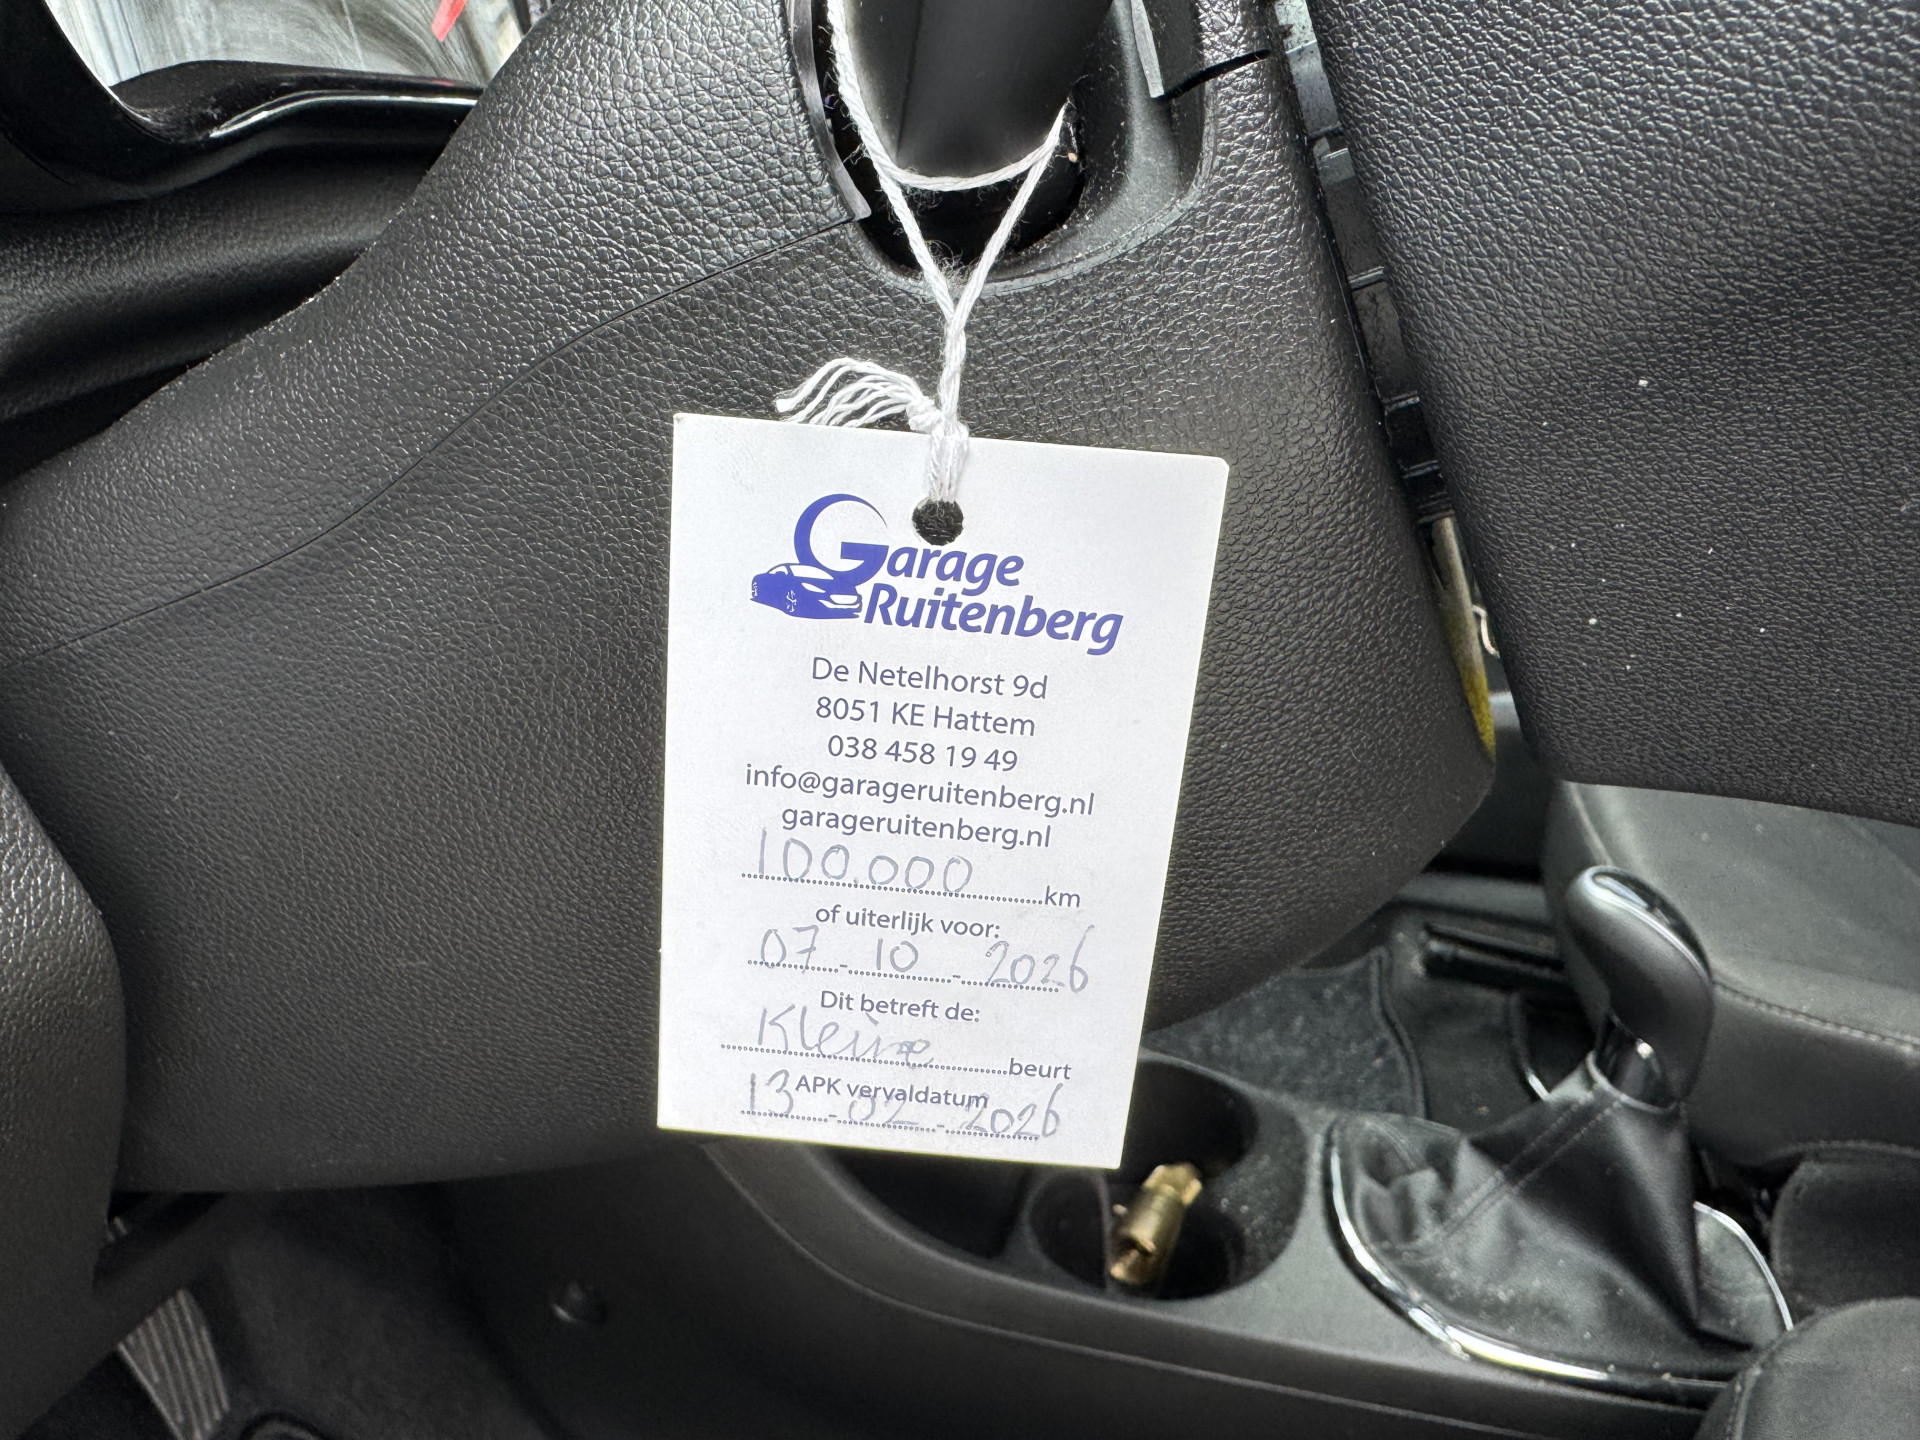 Garage
Ruitenberg
De Netelhorst 9d
8051 KE Hattem
038 458 19 49
info@garageruitenberg.nl
garageruitenberg.nl
100.000 km
of uiterlijk voor:
07 - 10 - 2026
Dit betreft de:
Kleine beurt
APK vervaldatum
13 - 02 - 2026